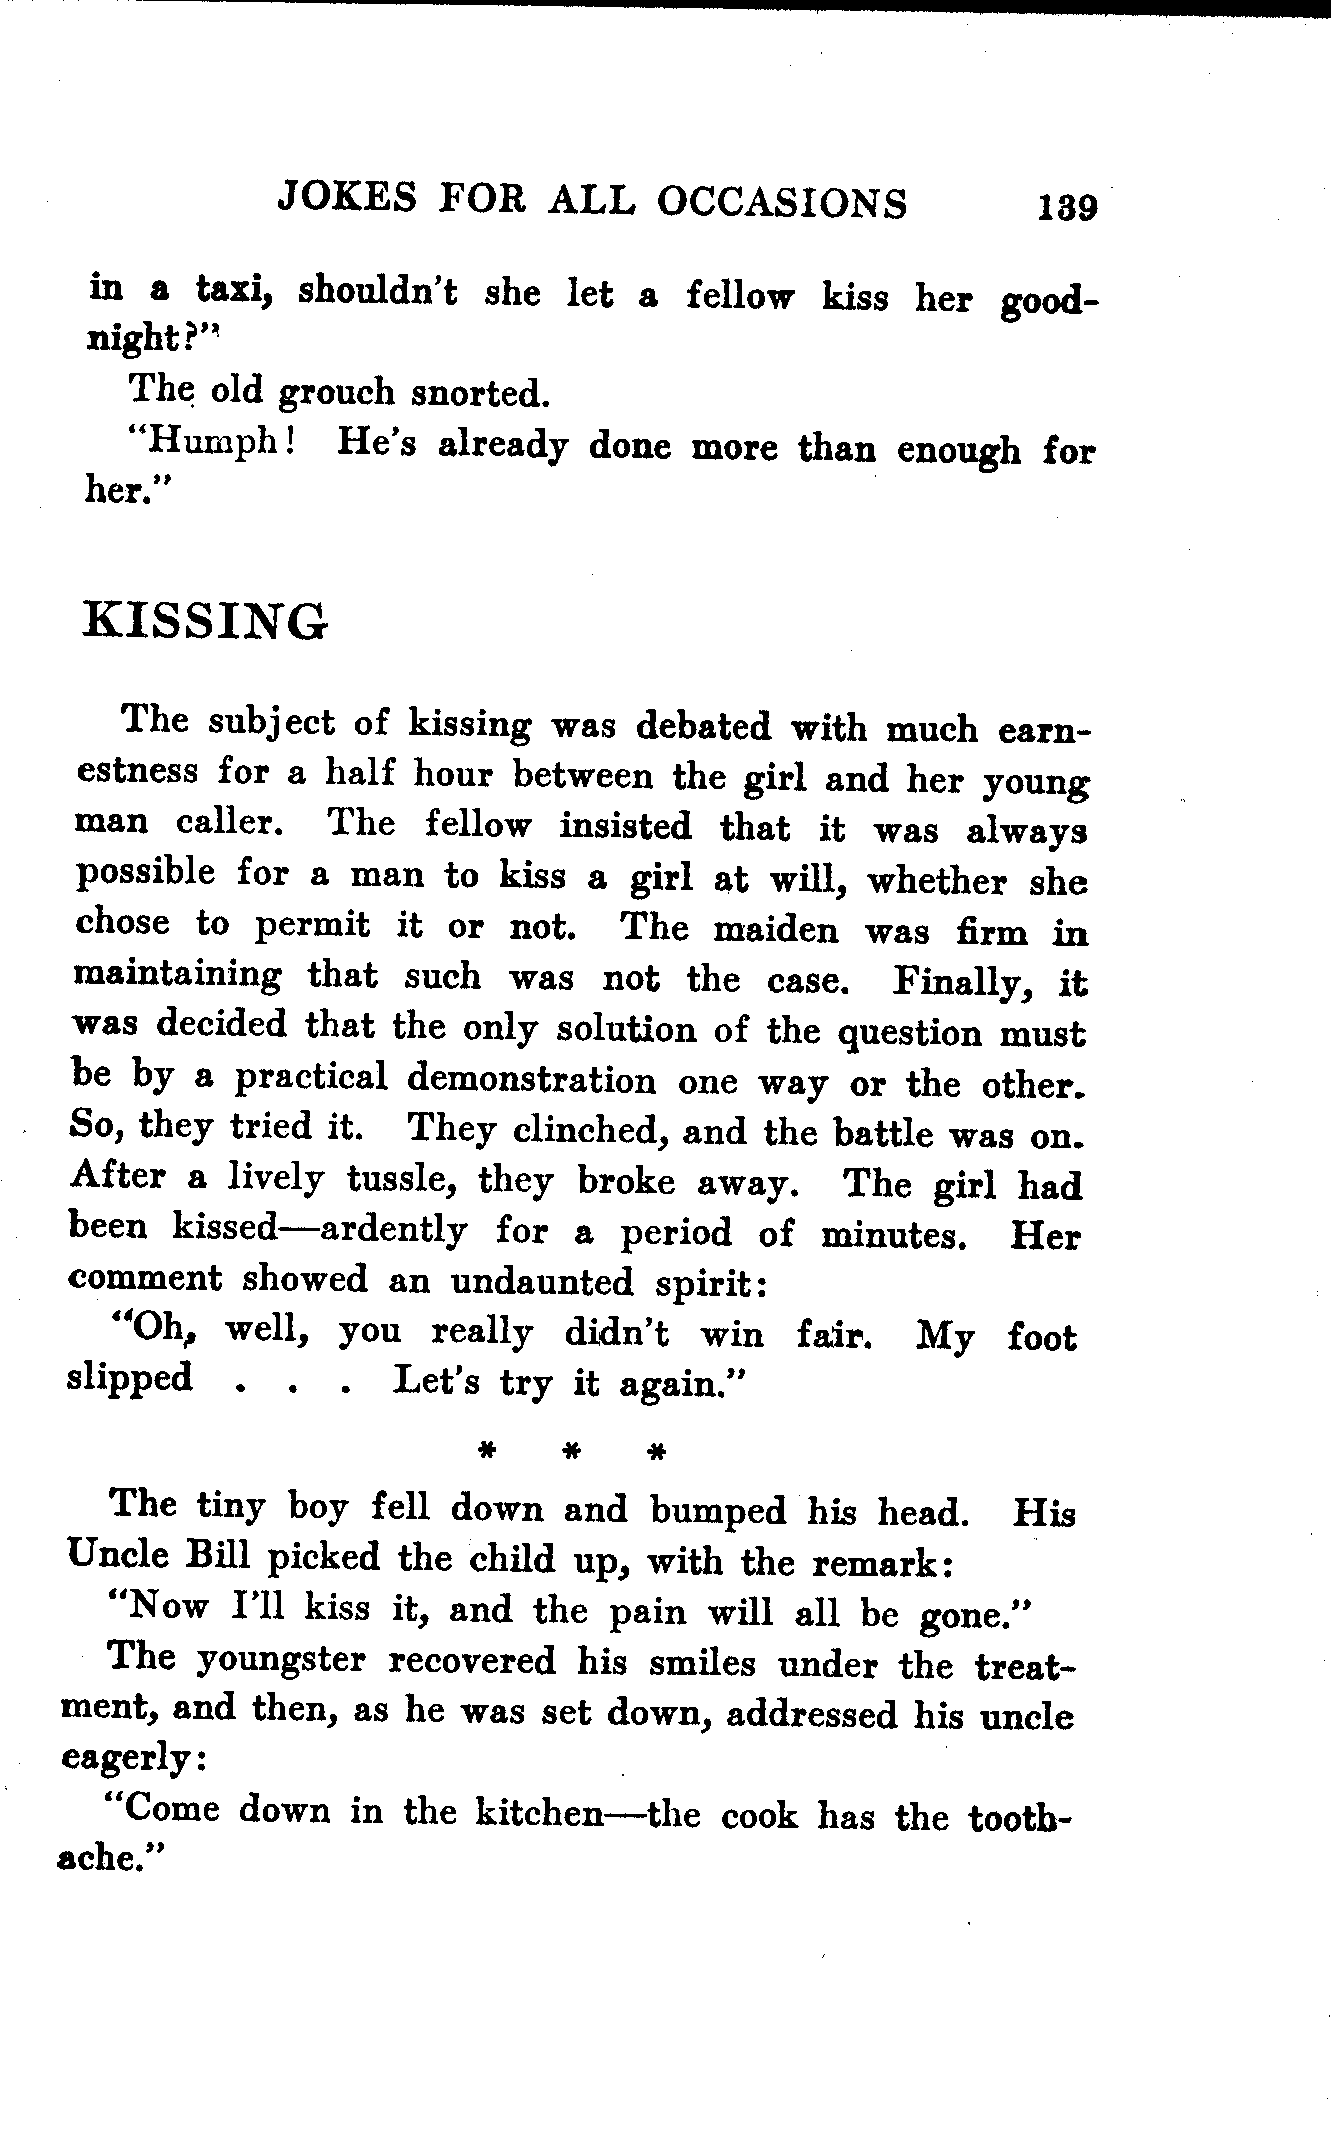 JOKES FOR ALL OCCASIONS 139
in a taxi, shouldn't she let a fellow kiss her good-
night?"
The old grouch snorted.
"Humph! He's already done more than enough for
her."
KISSING
The subject of kissing was debated with much earn-
estness for a half hour between the girl and her young
man caller. The fellow insisted that it was always
possible for a man to kiss a girl at will, whether she
chose to permit it or not. The maiden was firm in
maintaining that such was not the case. Finally, it
was decided that the only solution of the question must
be by a practical demonstration one way or the other.
So, they tried it. They clinched, and the battle was on.
After a lively tussle, they broke away. The girl had
been kissed—ardently for a period of minutes. Her
comment showed an undaunted spirit:
"Oh, well, you really didn't win fair. My foot
slipped . . . Let's try it again."
* * *
The tiny boy fell down and bumped his head. His
Uncle Bill picked the child up, with the remark:
"Now I'll kiss it, and the pain will all be gone."
The youngster recovered his smiles under the treat-
ment, and then, as he was set down, addressed his uncle
eagerly:
"Come down in the kitchen—the cook has the tooth-
ache."